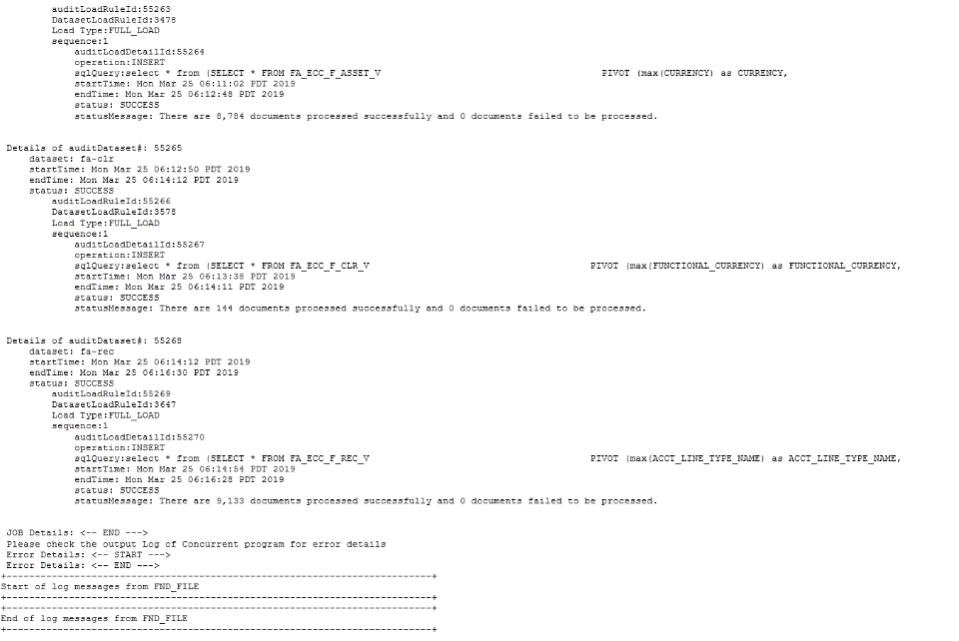 auditLoadRuleId:55263
DatasetLoadRuleId:3478
Load Type:FULL_LOAD
sequence:1
auditLoadDetailId:55264
operation:INSERT
sqlQuery:select * from (SELECT * FROM FA_ECC_F_ASSET_V PIVOT (max(CURRENCY) as CURRENCY,
startTime: Mon Mar 25 06:11:02 PDT 2019
endTime: Mon Mar 25 06:12:48 PDT 2019
status: SUCCESS
statusMessage: There are 8,784 documents processed successfully and 0 documents failed to be processed.
Details of auditDataset#: 55265
dataset: fa-clr
startTime: Mon Mar 25 06:12:50 PDT 2019
endTime: Mon Mar 25 06:14:12 PDT 2019
status: SUCCESS
auditLoadRuleId:55266
DatasetLoadRuleId:3578
Load Type:FULL_LOAD
sequence:1
auditLoadDetailId:55267
operation:INSERT
sqlQuery:select * from (SELECT * FROM FA_ECC_F_CLR_V PIVOT (max(FUNCTIONAL_CURRENCY) as FUNCTIONAL_CURRENCY,
startTime: Mon Mar 25 06:13:38 PDT 2019
endTime: Mon Mar 25 06:14:11 PDT 2019
status: SUCCESS
statusMessage: There are 144 documents processed successfully and 0 documents failed to be processed.
Details of auditDataset#: 55268
dataset: fa-rec
startTime: Mon Mar 25 06:14:12 PDT 2019
endTime: Mon Mar 25 06:16:30 PDT 2019
status: SUCCESS
auditLoadRuleId:55269
DatasetLoadRuleId:3647
Load Type:FULL_LOAD
sequence:1
auditLoadDetailId:55270
operation:INSERT
sqlQuery:select * from (SELECT * FROM FA_ECC_F_REC_V PIVOT (max(ACCT_LINE_TYPE_NAME) as ACCT_LINE_TYPE_NAME,
startTime: Mon Mar 25 06:14:54 PDT 2019
endTime: Mon Mar 25 06:16:28 PDT 2019
status: SUCCESS
statusMessage: There are 9,133 documents processed successfully and 0 documents failed to be processed.
JOB Details: <-- END --->
Please check the output Log of Concurrent program for error details
Error Details: <-- START --->
Error Details: <-- END --->
+---------------------------------------------------------------------------+
Start of log messages from FND_FILE
+---------------------------------------------------------------------------+
+---------------------------------------------------------------------------+
End of log messages from FND_FILE
+---------------------------------------------------------------------------+